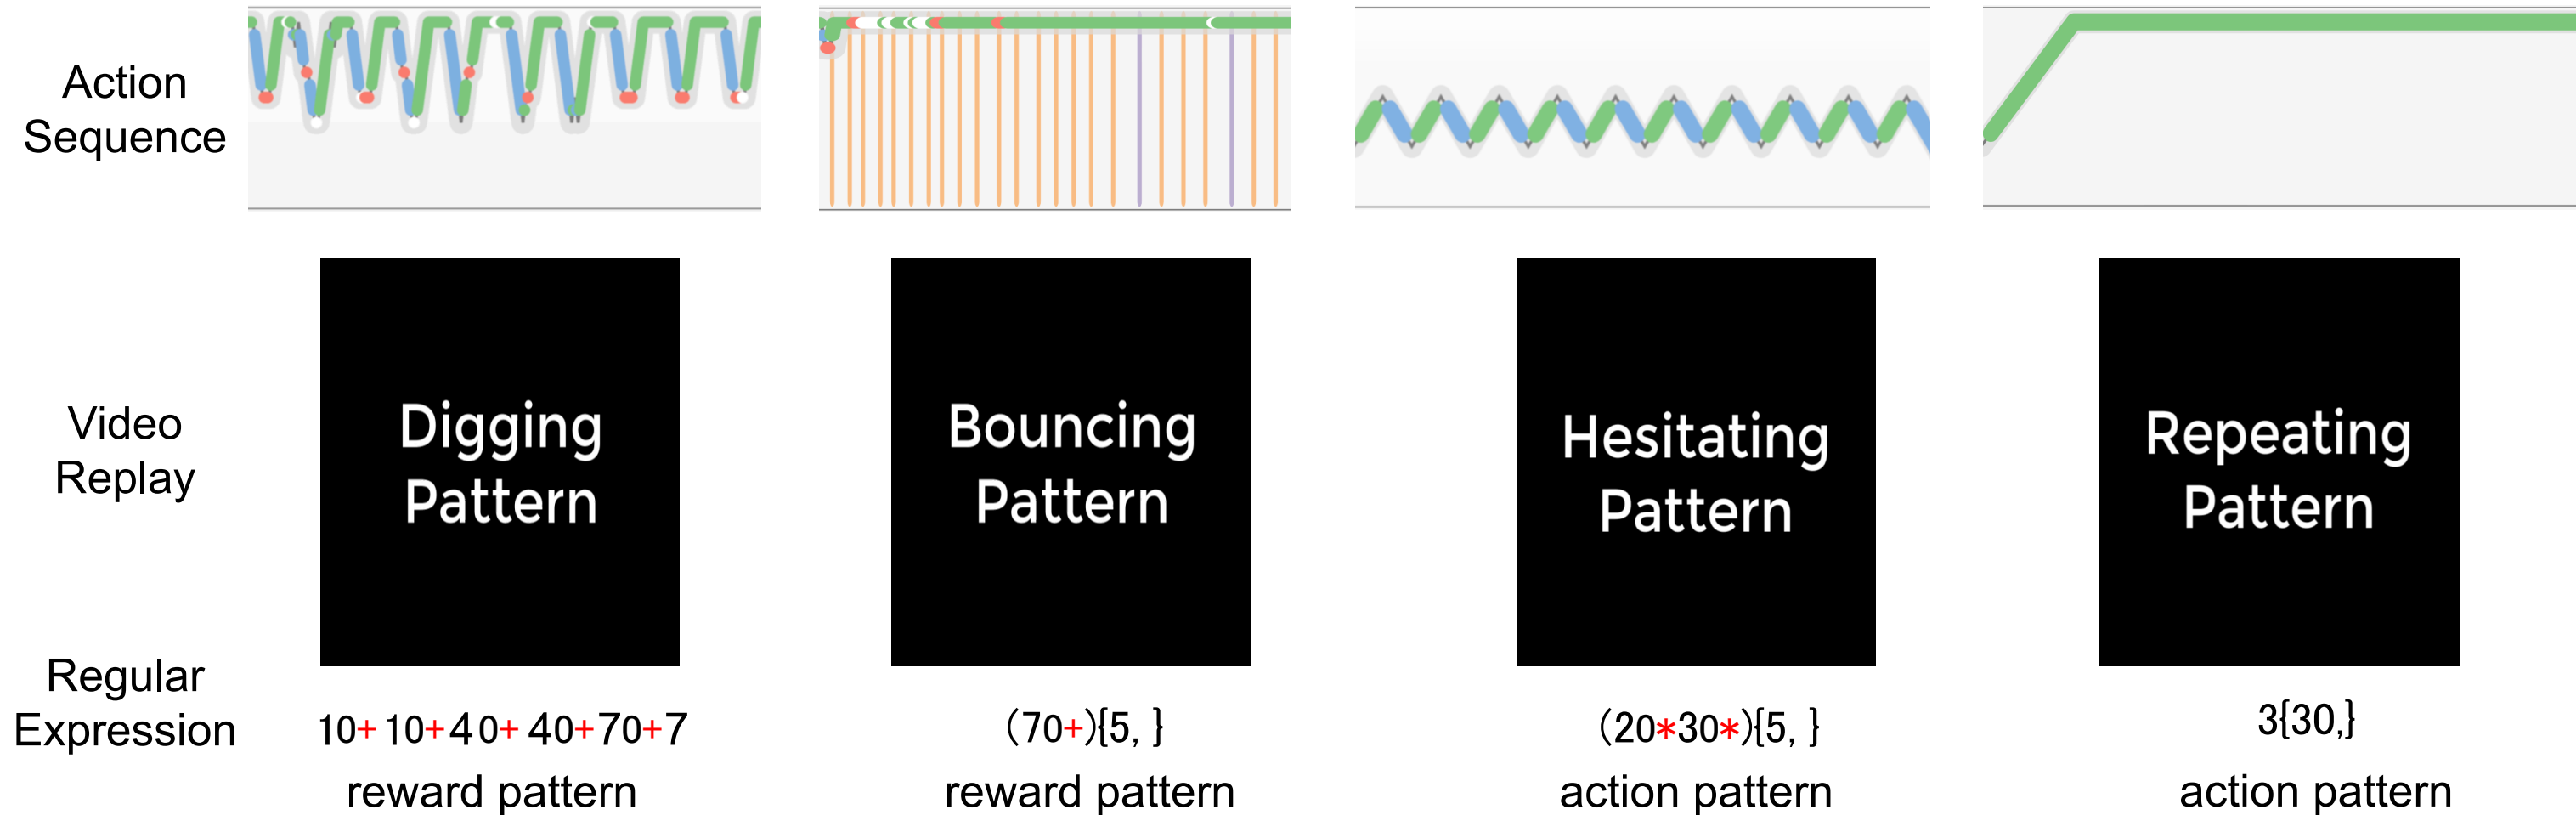 Action
Sequence
Video
Replay
Digging
Pattern
Bouncing
Pattern
Hesitating
Pattern
Repeating
Pattern
Regular
Expression
10+10+40+40+70+7
(70+){5, }
(20*30*){5, }
3{30,}
reward pattern
reward pattern
action pattern
action pattern